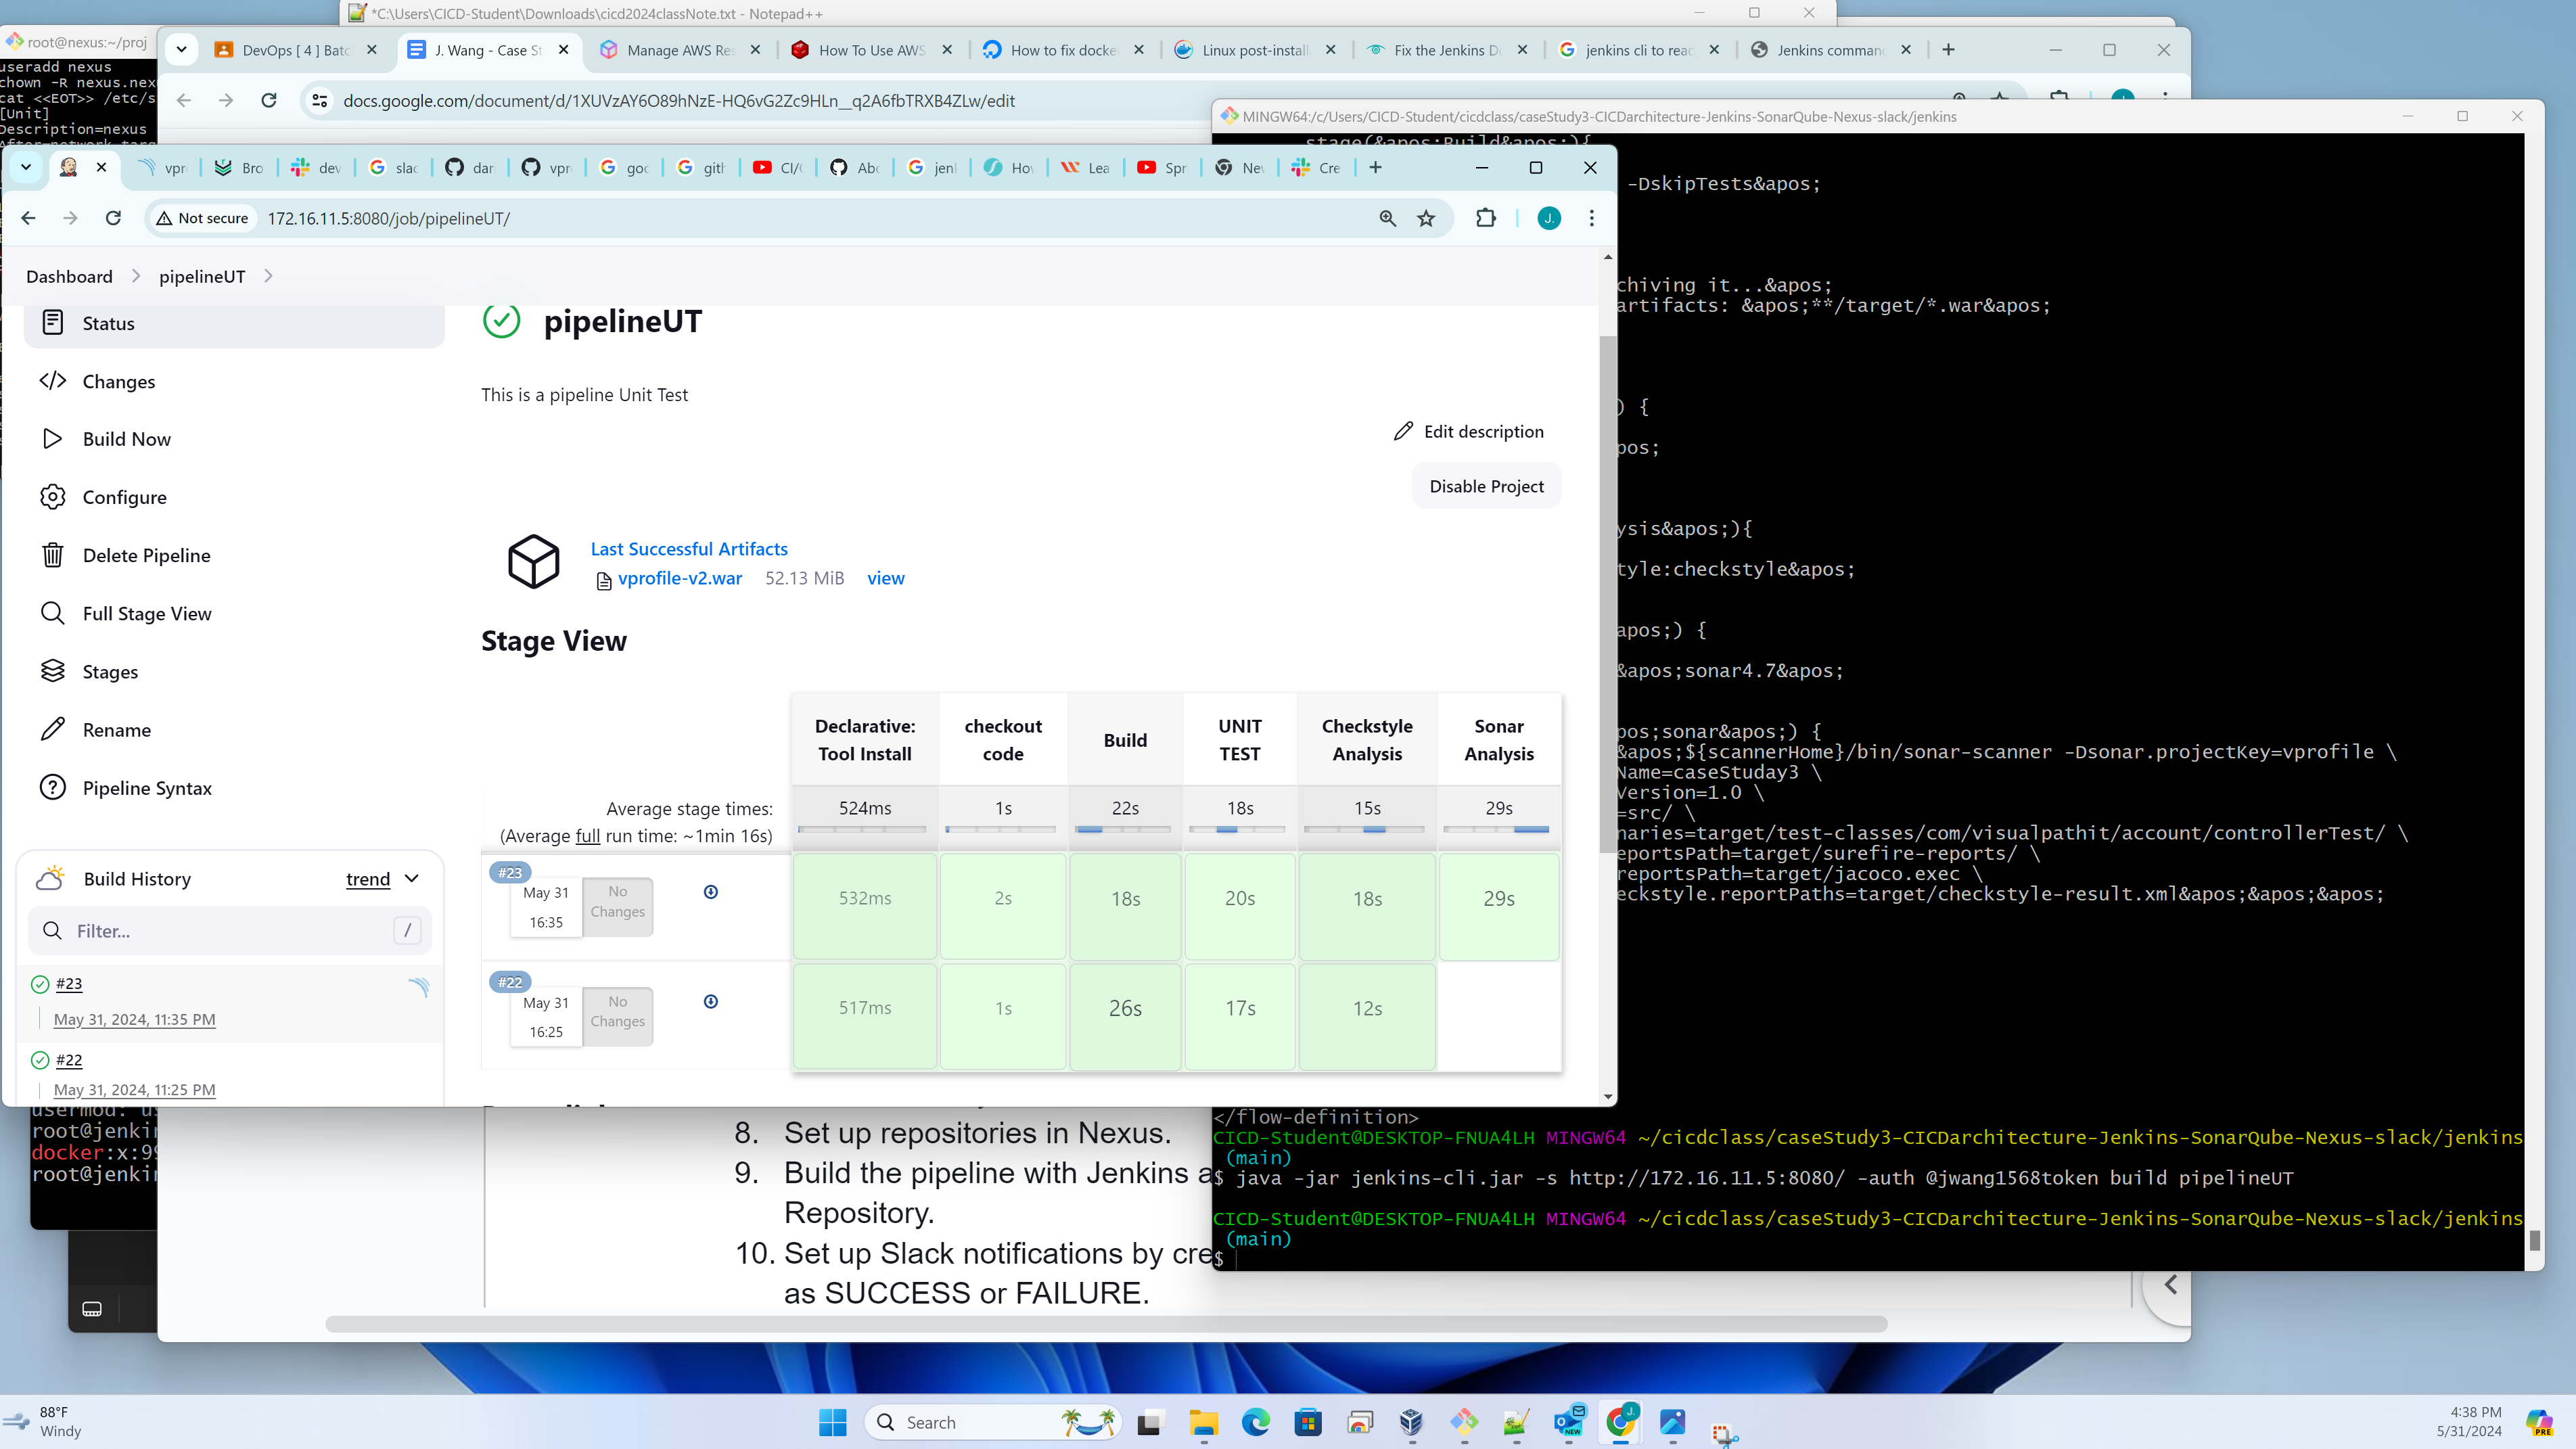 *C:\Users\CICD-Student\Downloads\cicd2024classNote.txt - Notepad++
root@nexus:~/proj
useradd nexus
chown -R nexus.nex
cat <<EOT>> /etc/s
[Unit]
Description=nexus
DevOps [ 4 ] Batc
J. Wang - Case St
Manage AWS Res
How To Use AWS
How to fix docke
Linux post-install
Fix the Jenkins D
jenkins cli to read
Jenkins comman
docs.google.com/document/d/1XUVzAY6O89hNzE-HQ6vG2Zc9HLn__q2A6fbTRXB4ZLw/edit
MINGW64:/c/Users/CICD-Student/cicdclass/caseStudy3-CICDarchitecture-Jenkins-SonarQube-Nexus-slack/jenkins
stage(&apos;Build&apos;){
-DskipTests&apos;
chiving it...&apos;
artifacts: &apos;**/target/*.war&apos;
) {
pos;
ysis&apos;){
tyle:checkstyle&apos;
apos;) {
&apos;sonar4.7&apos;
pos;sonar&apos;) {
&apos;${scannerHome}/bin/sonar-scanner -Dsonar.projectKey=vprofile \
Name=caseStuday3 \
Version=1.0 \
=src/ \
naries=target/test-classes/com/visualpathit/account/controllerTest/ \
eportsPath=target/surefire-reports/ \
reportsPath=target/jacoco.exec \
eckstyle.reportPaths=target/checkstyle-result.xml&apos;&apos;&apos;
</flow-definition>
CICD-Student@DESKTOP-FNUA4LH MINGW64 ~/cicdclass/caseStudy3-CICDarchitecture-Jenkins-SonarQube-Nexus-slack/jenkins
(main)
$ java -jar jenkins-cli.jar -s http://172.16.11.5:8080/ -auth @jwang1568token build pipelineUT
CICD-Student@DESKTOP-FNUA4LH MINGW64 ~/cicdclass/caseStudy3-CICDarchitecture-Jenkins-SonarQube-Nexus-slack/jenkins
(main)
$
vpr
Bro
dev
slac
dar
vpr
goo
gith
CI/
Abo
jenl
Hov
Lea
Spr
Nev
Cre
Not secure
172.16.11.5:8080/job/pipelineUT/
J.
Dashboard
pipelineUT
Status
Changes
Build Now
Configure
Delete Pipeline
Full Stage View
Stages
Rename
Pipeline Syntax
Build History
trend
Filter...
/
#23
May 31, 2024, 11:35 PM
#22
May 31, 2024, 11:25 PM
pipelineUT
This is a pipeline Unit Test
Edit description
Disable Project
Last Successful Artifacts
vprofile-v2.war 52.13 MiB view
Stage View
Declarative: Tool Install
checkout code
Build
UNIT TEST
Checkstyle Analysis
Sonar Analysis
Average stage times:
(Average full run time: ~1min 16s)
524ms 1s 22s 18s 15s 29s
#23
May 31
16:35
No Changes
532ms 2s 18s 20s 18s 29s
#22
May 31
16:25
No Changes
517ms 1s 26s 17s 12s
root@jenkin
docker:x:99
root@jenkin
8. Set up repositories in Nexus.
9. Build the pipeline with Jenkins a
Repository.
10. Set up Slack notifications by cre
as SUCCESS or FAILURE.
88°F
Windy
Search
NEW
J.
4:38 PM
5/31/2024
PRE